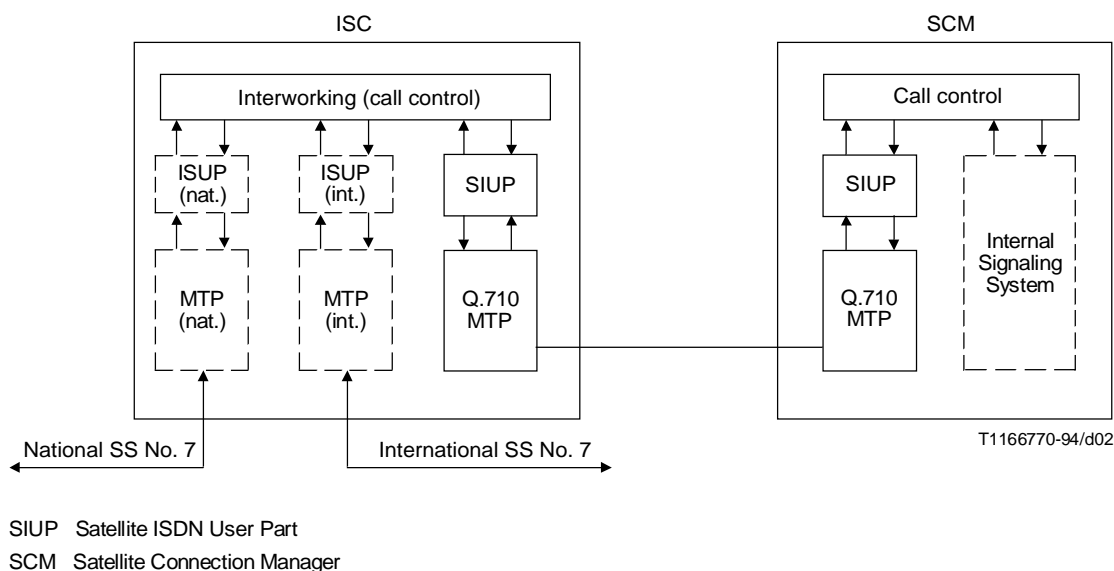 ISC
SCM
Interworking (call control)
Call control
ISUP
(nat.)
ISUP
(int.)
SIUP
SIUP
MTP
(nat.)
MTP
(int.)
Q.710
MTP
Q.710
MTP
Internal
Signaling
System
National SS No. 7
International SS No. 7
T1166770-94/d02
SIUP Satellite ISDN User Part
SCM Satellite Connection Manager